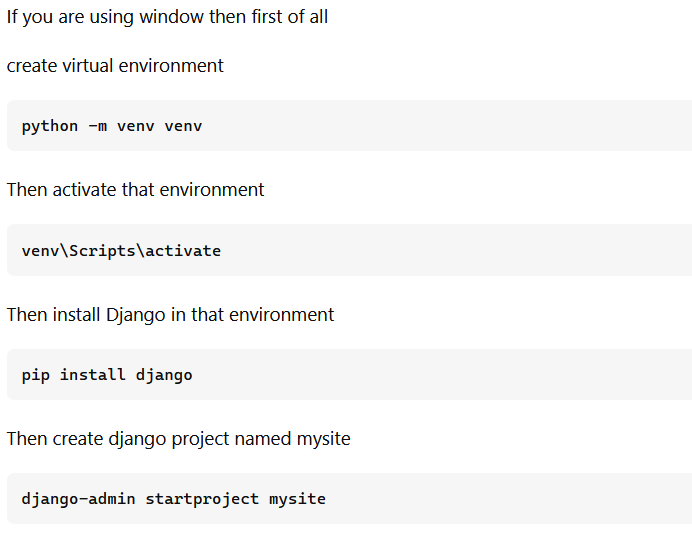 If you are using window then first of all
create virtual environment
python -m venv venv
Then activate that environment
venv\Scripts\activate
Then install Django in that environment
pip install django
Then create django project named mysite
django-admin startproject mysite